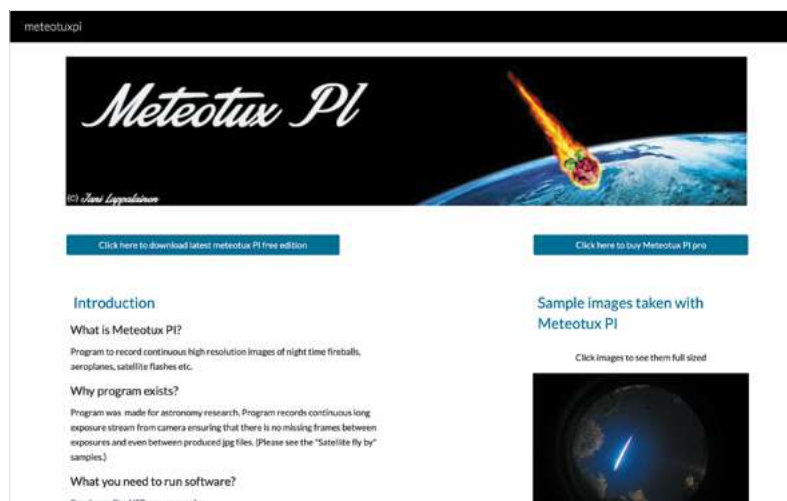 meteotuxpi
Meteotux PI
(C) Jani Lappalainen
Click here to download latest meteotux PI free edition
Click here to buy Meteotux PI pro
Introduction
What is Meteotux PI?
Program to record continuous high resolution images of night time fireballs,
aeroplanes, satellite flashes etc.
Why program exists?
Program was made for astronomy research. Program records continuous long
exposure stream from camera ensuring that there is no missing frames between
exposures and even between produced jpg files. (Please see the "Satellite fly by"
samples.)
What you need to run software?
Sample images taken with
Meteotux PI
Click images to see them full sized